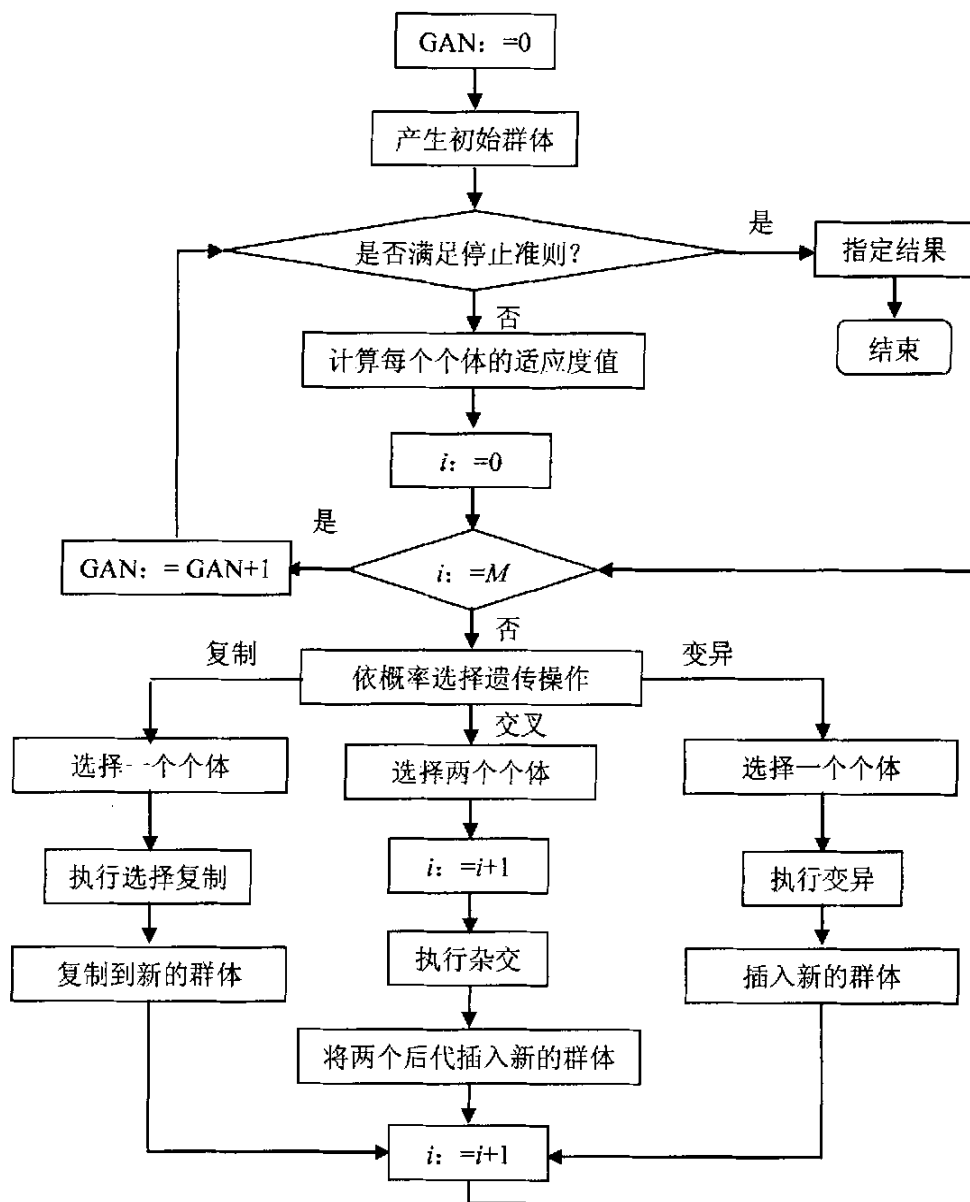 GAN：=0
产生初始群体
是
是否满足停止准则?
指定结果
否
结束
计算每个个体的适应度值
i：=0
是
GAN：= GAN+1
i：=M
否
复制
变异
依概率选择遗传操作
交叉
选择一个个体
选择两个个体
选择一个个体
i：=i+1
执行选择复制
执行变异
执行杂交
复制到新的群体
插入新的群体
将两个后代插入新的群体
i：=i+1